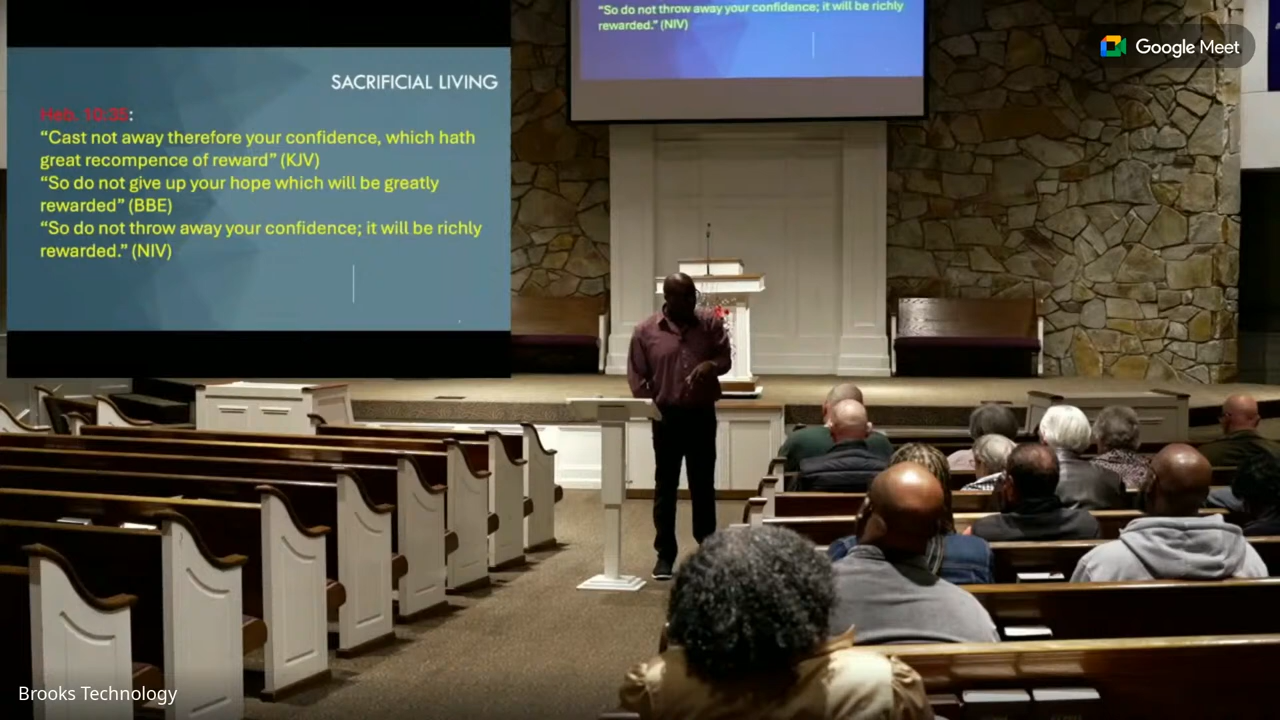 “So do not throw away your confidence; it will be richly
rewarded.” (NIV)
Google Meet
SACRIFICIAL LIVING
Heb. 10:35:
“Cast not away therefore your confidence, which hath
great recompence of reward” (KJV)
“So do not give up your hope which will be greatly
rewarded” (BBE)
“So do not throw away your confidence; it will be richly
rewarded.” (NIV)
Brooks Technology